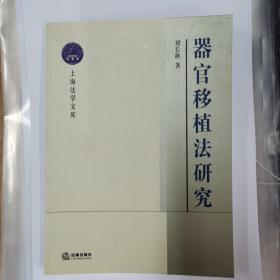 器官移植法研究
刘长秋 著
上海法学文库
法律出版社